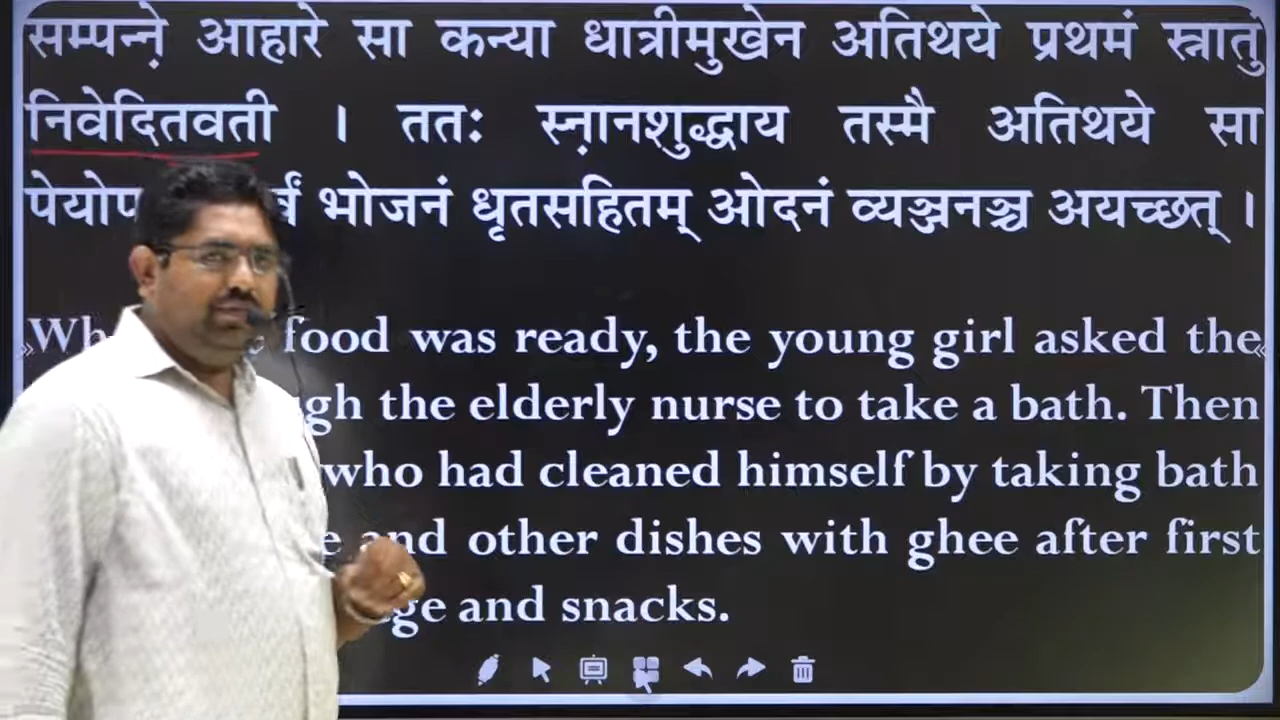 सम्पन्ऩे आहारे सा कन्या धात्रीमुखेन अतिथये प्रथमं स्नातुं
निवेदितवती । ततः स्ऩानशुद्धाय तस्मै अतिथये सा
भोजनं धृतसहितम् ओदनं व्यञ्जनञ्च अयच्छत् ।
food was ready, the young girl asked the
the elderly nurse to take a bath. Then
who had cleaned himself by taking bath
and other dishes with ghee after first
and snacks.